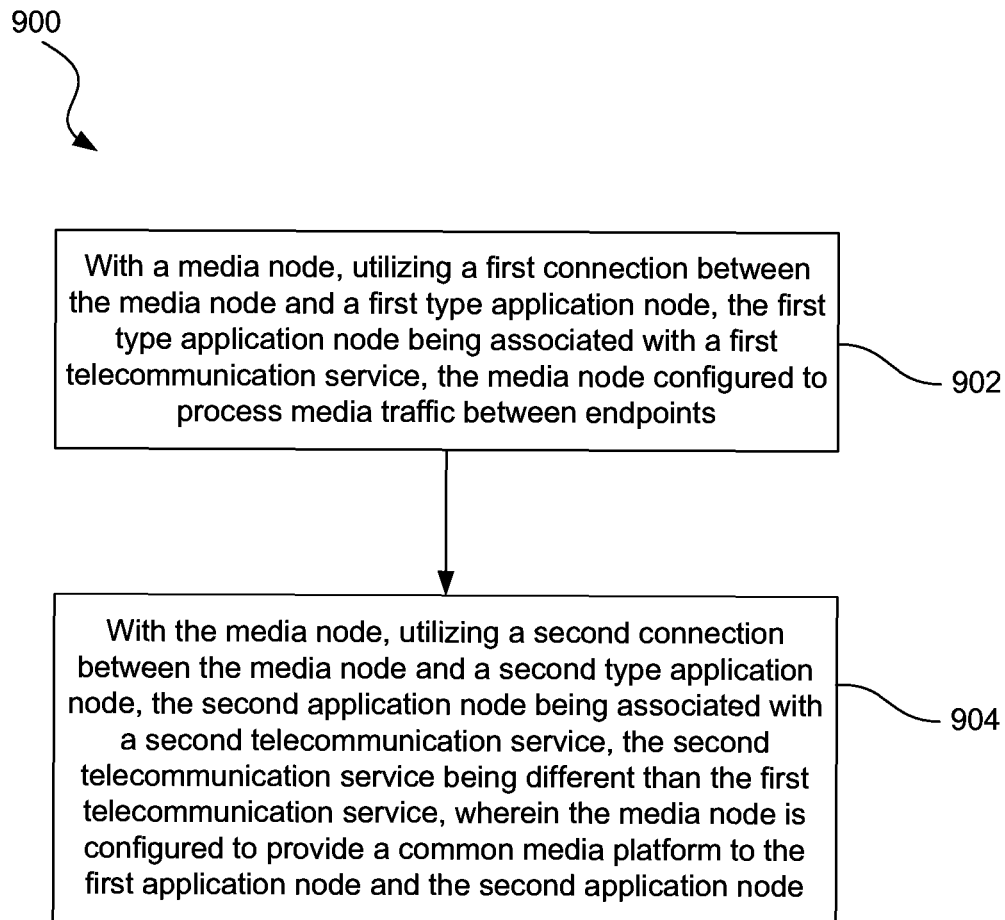 900
With a media node, utilizing a first connection between
the media node and a first type application node, the first
type application node being associated with a first
telecommunication service, the media node configured to
process media traffic between endpoints
902
With the media node, utilizing a second connection
between the media node and a second type application
node, the second application node being associated with
a second telecommunication service, the second
telecommunication service being different than the first
telecommunication service, wherein the media node is
configured to provide a common media platform to the
first application node and the second application node
904